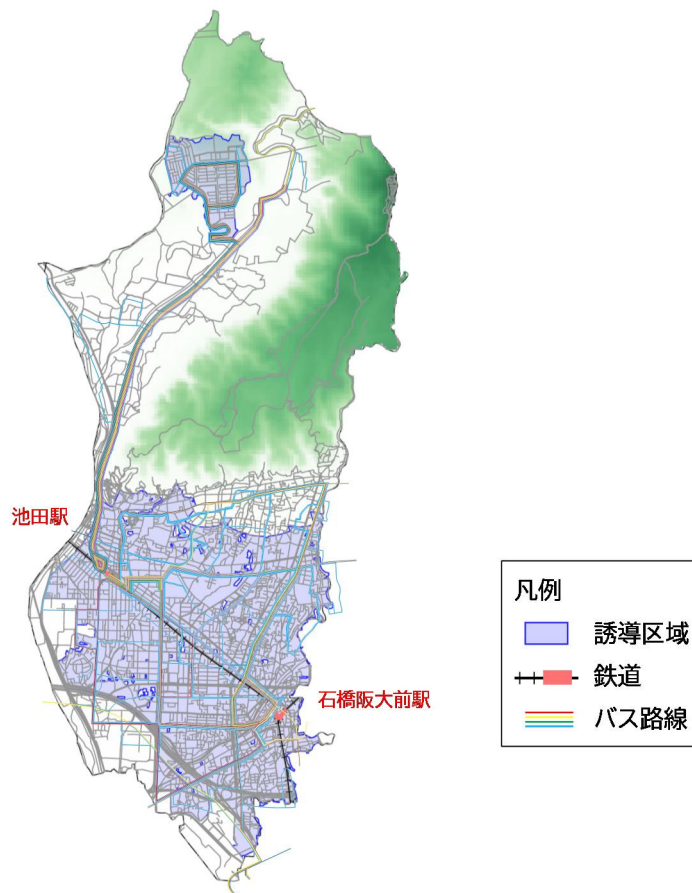 池田駅
石橋阪大前駅
凡例
誘導区域
鉄道
バス路線